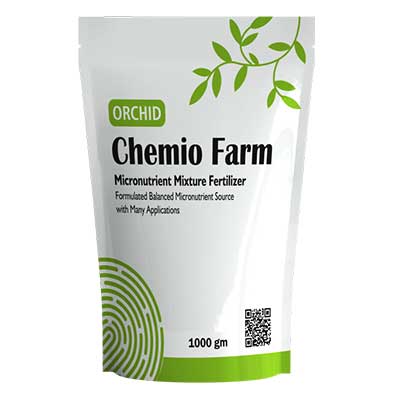 ORCHID
Chemio Farm
Micronutrient Mixture Fertilizer
Formulated Balanced Micronutrient Source
with Many Applications
1000 gm